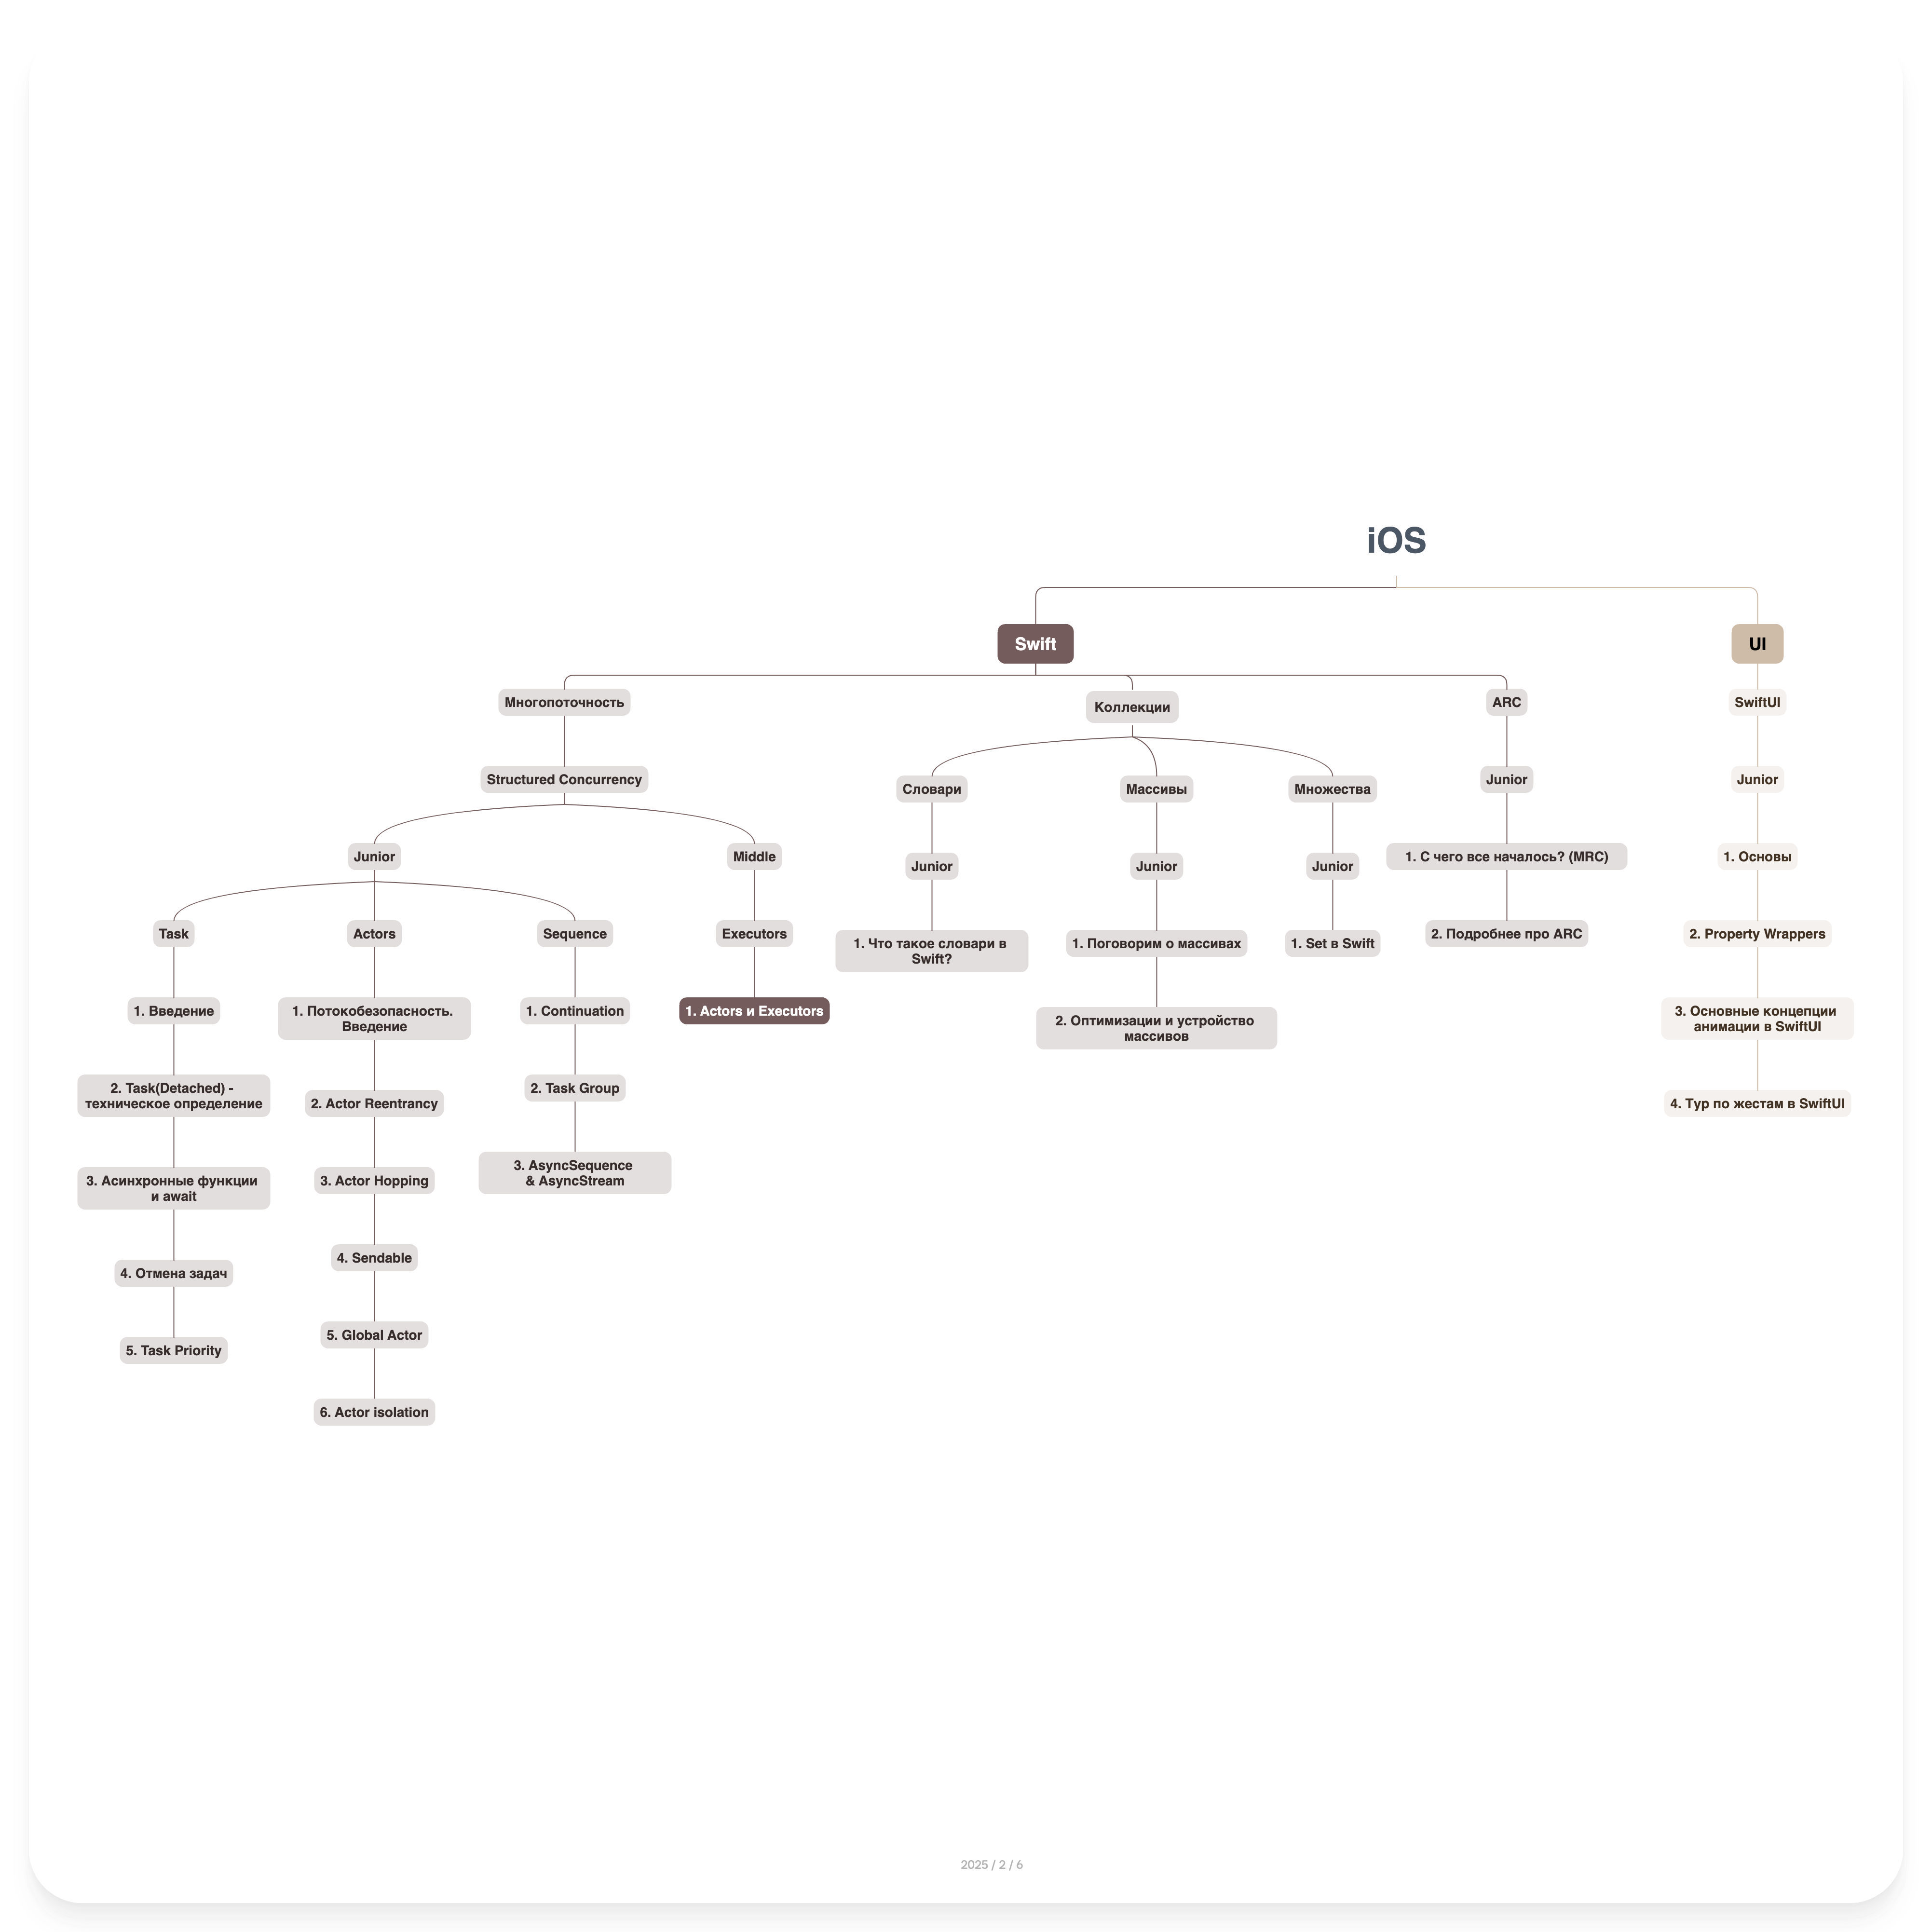 iOS
Swift
UI
Многопоточность
Коллекции
ARC
SwiftUI
Structured Concurrency
Словари
Массивы
Множества
Junior
Junior
Junior
Middle
Junior
Junior
Junior
1. С чего все началось? (MRC)
1. Основы
Task
Actors
Sequence
Executors
1. Что такое словари в
Swift?
1. Поговорим о массивах
1. Set в Swift
2. Подробнее про ARC
2. Property Wrappers
1. Введение
1. Потокобезопасность.
Введение
1. Continuation
1. Actors и Executors
2. Оптимизации и устройство
массивов
3. Основные концепции
анимации в SwiftUI
2. Task(Detached) -
техническое определение
2. Actor Reentrancy
2. Task Group
4. Тур по жестам в SwiftUI
3. Асинхронные функции
и await
3. Actor Hopping
3. AsyncSequence
& AsyncStream
4. Отмена задач
4. Sendable
5. Task Priority
5. Global Actor
6. Actor isolation
2025 / 2 / 6